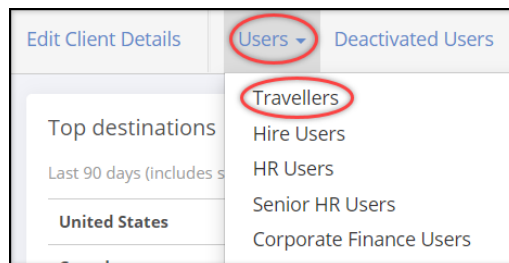 Edit Client Details Users Deactivated Users
Travellers
Hire Users
HR Users
Senior HR Users
Corporate Finance Users
Top destinations
Last 90 days (includes s
United States